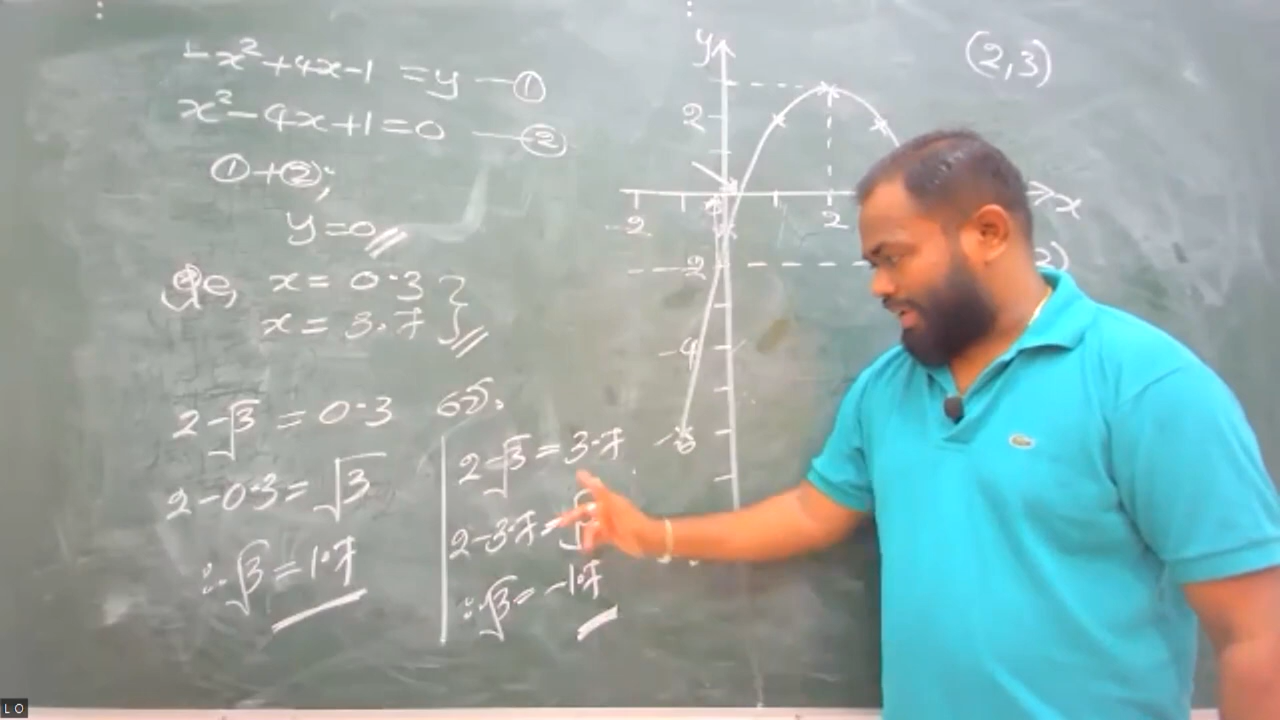 -x²+4x-1 = y —①
x²-4x+1=0 —②
①+②;
y=0
x = 0.3
x = 3.7
2-√3 = 0.3
2-0.3=√3
∴√3 = 1.7
2-√3=3.7
2-3.7=√3
∴√3=-1.7
(2,3)
y
2
-2
2
x
-2
-4
-6
L O